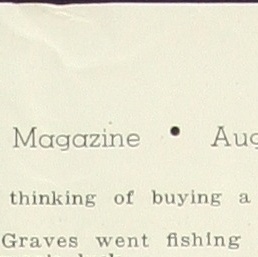 Magazine • Aug
thinking of buying a
Graves went fishing